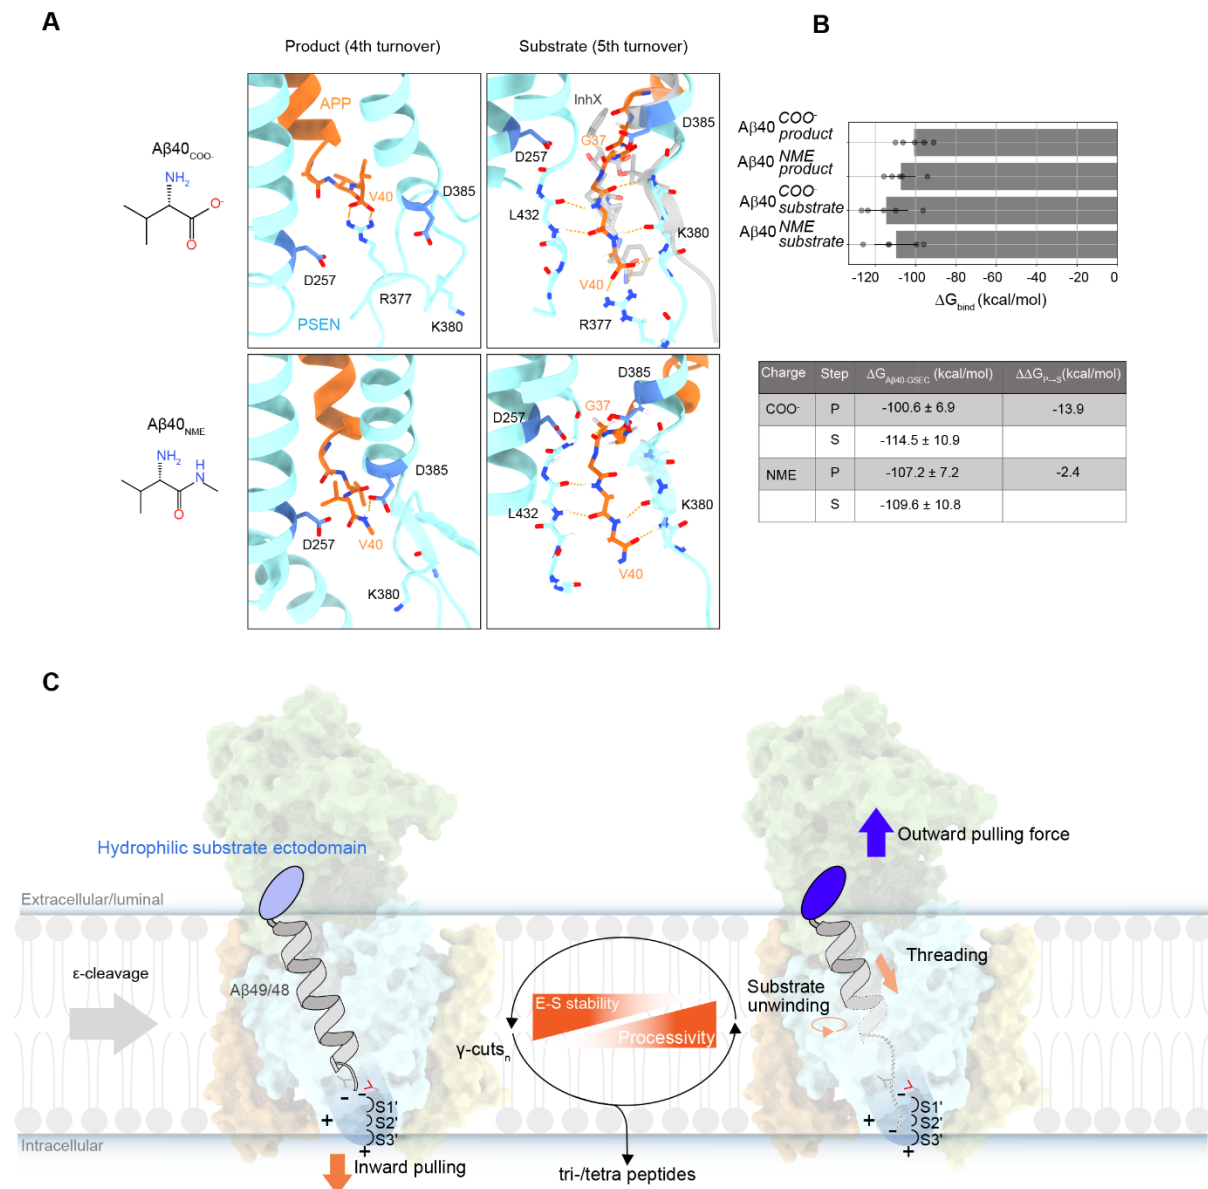 A
B
Product (4th turnover)
Substrate (5th turnover)
Aβ40COO-
NH2
O-
O
APP
V40
D385
D257
R377
PSEN
K380
InhX
G37
D385
D257
L432
K380
V40
R377
Aβ40NME
NH2
H
N
O
D385
D257
V40
K380
D385
G37
D257
L432
K380
V40
Aβ40 COO- product
Aβ40 NME product
Aβ40 COO- substrate
Aβ40 NME substrate
-120 -100 -80 -60 -40 -20 0
ΔGbind (kcal/mol)
Charge Step ΔGAβ40-GSEC (kcal/mol) ΔΔGP→S(kcal/mol)
COO- P -100.6 ± 6.9 -13.9
S -114.5 ± 10.9
NME P -107.2 ± 7.2 -2.4
S -109.6 ± 10.8
C
Hydrophilic substrate ectodomain
Outward pulling force
Extracellular/luminal
ε-cleavage
Aβ49/48
E-S stability
Processivity
γ-cutsn
Threading
Substrate
unwinding
- -
S1'
+ S2'
S3'
+
-
S1'
+ - S2'
S3'
+
Intracellular
Inward pulling
tri-/tetra peptides